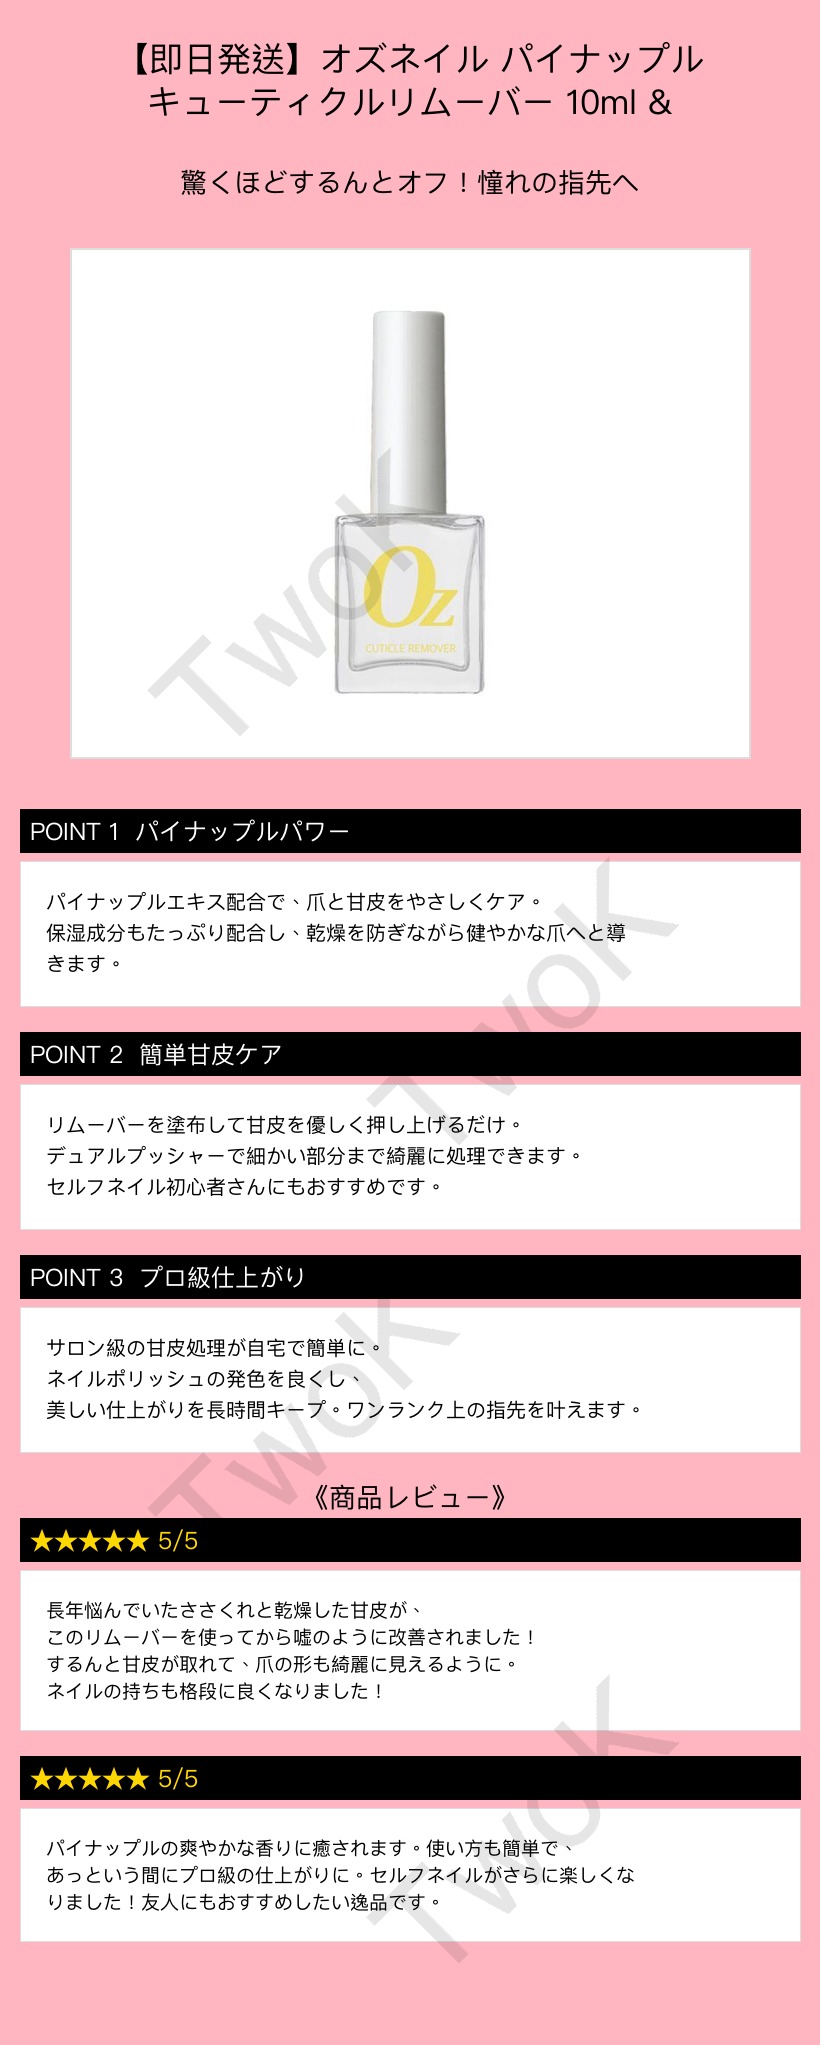 【即日発送】オズネイル パイナップル
キューティクルリムーバー 10ml &
驚くほどするんとオフ！憧れの指先へ
Oz
CUTICLE REMOVER
TwoK
POINT 1 パイナップルパワー
パイナップルエキス配合で、爪と甘皮をやさしくケア。
保湿成分もたっぷり配合し、乾燥を防ぎながら健やかな爪へと導
きます。
TwoK
POINT 2 簡単甘皮ケア
リムーバーを塗布して甘皮を優しく押し上げるだけ。
デュアルプッシャーで細かい部分まで綺麗に処理できます。
セルフネイル初心者さんにもおすすめです。
POINT 3 プロ級仕上がり
サロン級の甘皮処理が自宅で簡単に。
ネイルポリッシュの発色を良くし、
美しい仕上がりを長時間キープ。ワンランク上の指先を叶えます。
TwoK
《商品レビュー》
★★★★★ 5/5
長年悩んでいたささくれと乾燥した甘皮が、
このリムーバーを使ってから嘘のように改善されました！
するんと甘皮が取れて、爪の形も綺麗に見えるように。
ネイルの持ちも格段に良くなりました！
★★★★★ 5/5
パイナップルの爽やかな香りに癒されます。使い方も簡単で、
あっという間にプロ級の仕上がりに。セルフネイルがさらに楽しくな
りました！友人にもおすすめしたい逸品です。
TwoK